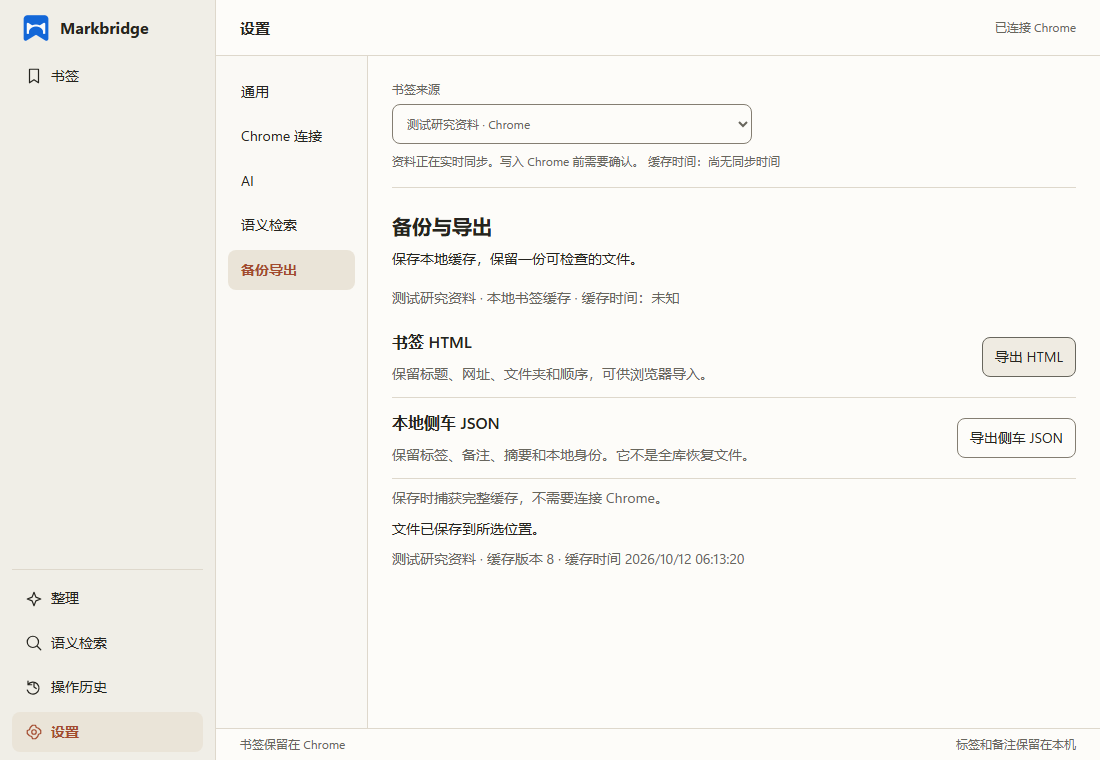 Markbridge
书签
整理
语义检索
操作历史
设置
设置
已连接 Chrome
通用
Chrome 连接
AI
语义检索
备份导出
书签来源
测试研究资料 · Chrome
资料正在实时同步。写入 Chrome 前需要确认。 缓存时间：尚无同步时间
备份与导出
保存本地缓存，保留一份可检查的文件。
测试研究资料 · 本地书签缓存 · 缓存时间：未知
书签 HTML
保留标题、网址、文件夹和顺序，可供浏览器导入。
导出 HTML
本地侧车 JSON
保留标签、备注、摘要和本地身份。它不是全库恢复文件。
导出侧车 JSON
保存时捕获完整缓存，不需要连接 Chrome。
文件已保存到所选位置。
测试研究资料 · 缓存版本 8 · 缓存时间 2026/10/12 06:13:20
书签保留在 Chrome
标签和备注保留在本机